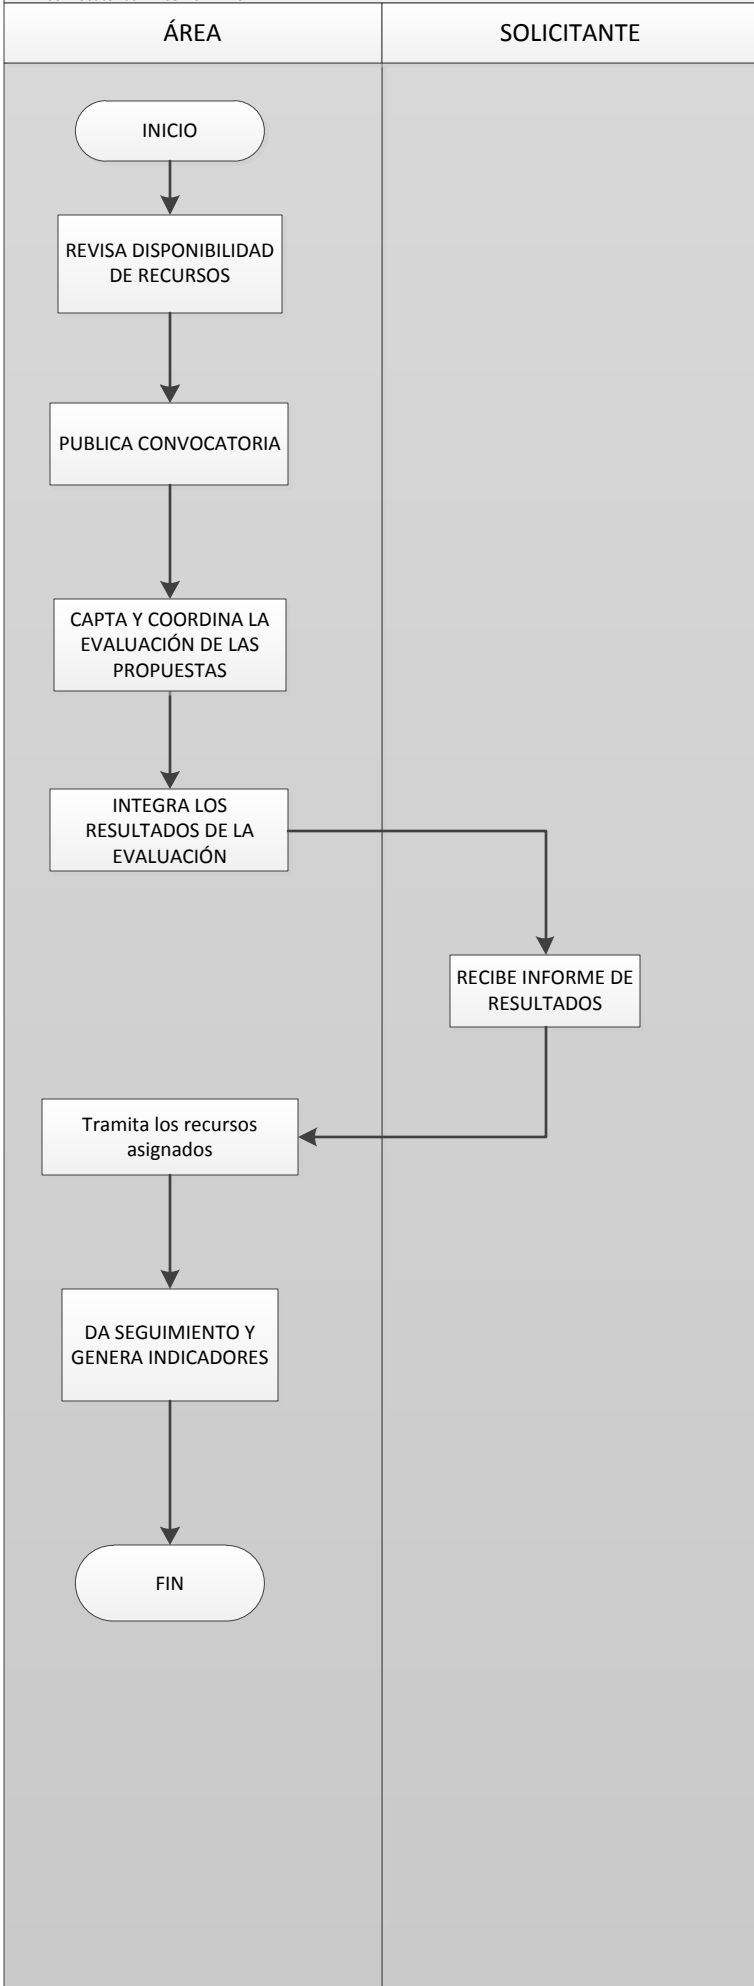 ÁREA
SOLICITANTE
INICIO
REVISA DISPONIBILIDAD
DE RECURSOS
PUBLICA CONVOCATORIA
CAPTA Y COORDINA LA
EVALUACIÓN DE LAS
PROPUESTAS
INTEGRA LOS
RESULTADOS DE LA
EVALUACIÓN
RECIBE INFORME DE
RESULTADOS
Tramita los recursos
asignados
DA SEGUIMIENTO Y
GENERA INDICADORES
FIN